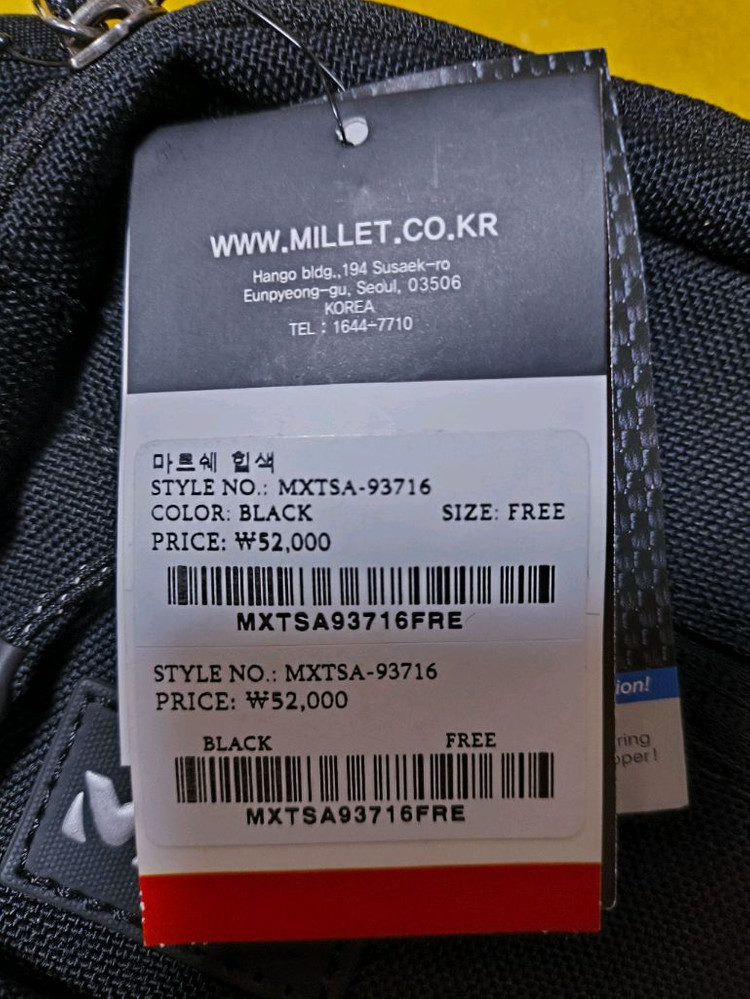 WWW.MILLET.CO.KR
Hango bldg.,194 Susaek-ro
Eunpyeong-gu, Seoul, 03506
KOREA
TEL : 1644-7710
마르쉐 힙색
STYLE NO.: MXTSA-93716
COLOR: BLACK SIZE: FREE
PRICE: ₩52,000
MXTSA93716FRE
STYLE NO.: MXTSA-93716
PRICE: ₩52,000
BLACK FREE
MXTSA93716FRE